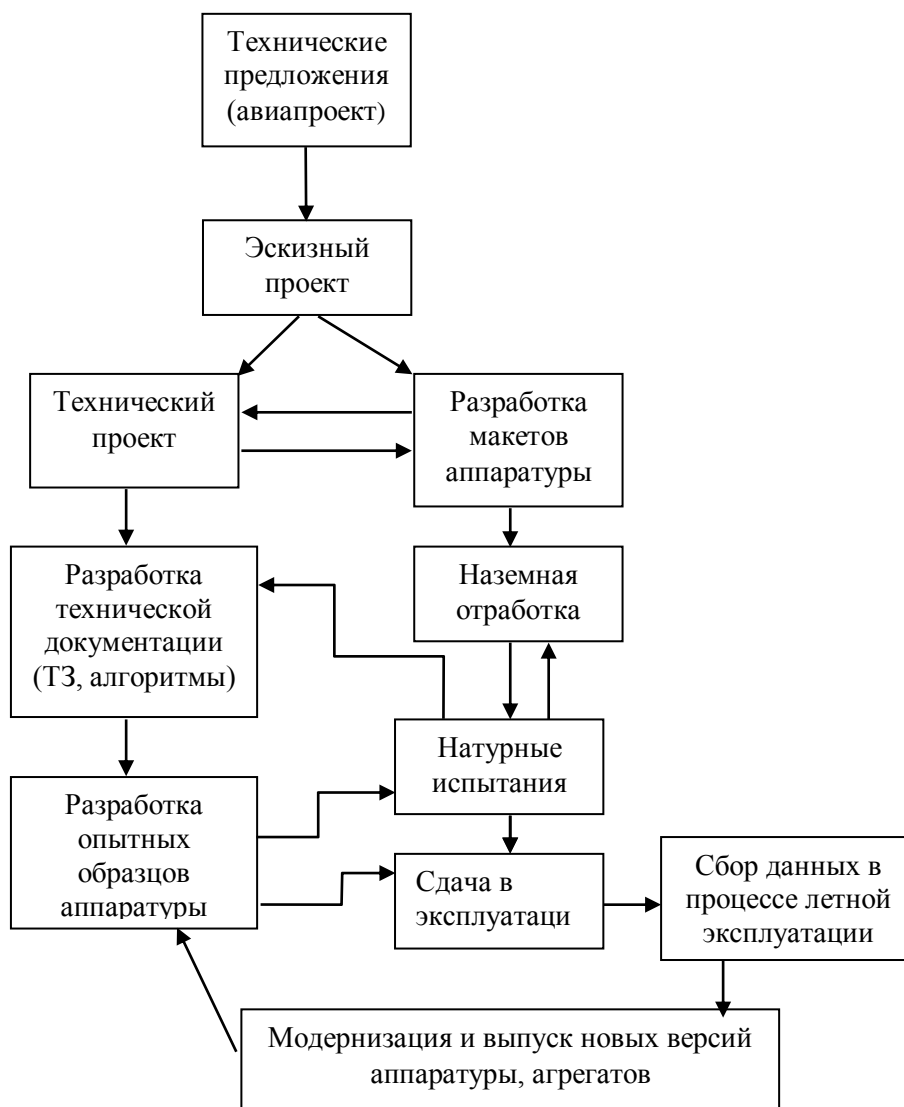 Технические
предложения
(авиапроект)
Эскизный
проект
Технический
проект
Разработка
макетов
аппаратуры
Разработка
технической
документации
(ТЗ, алгоритмы)
Наземная
отработка
Натурные
испытания
Разработка
опытных
образцов
аппаратуры
Сдача в
эксплуатаци
Сбор данных в
процессе летной
эксплуатации
Модернизация и выпуск новых версий
аппаратуры, агрегатов